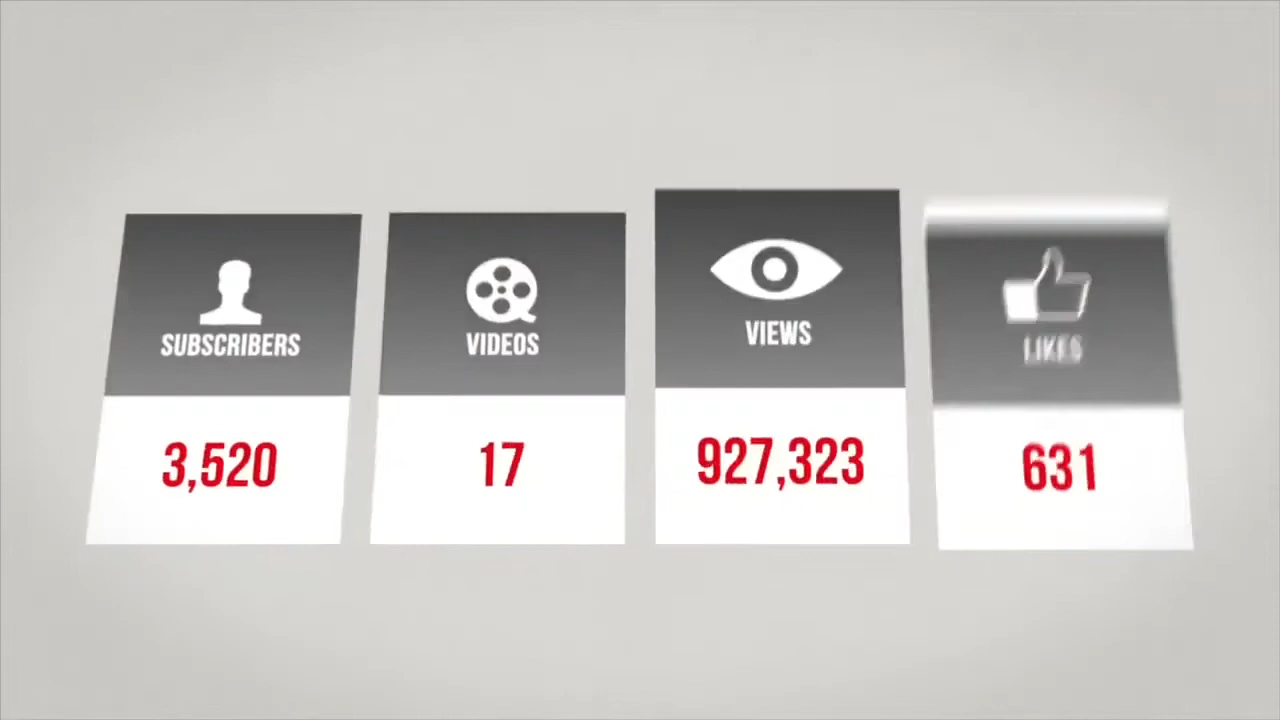 SUBSCRIBERS
3,520
VIDEOS
17
VIEWS
927,323
LIKES
631